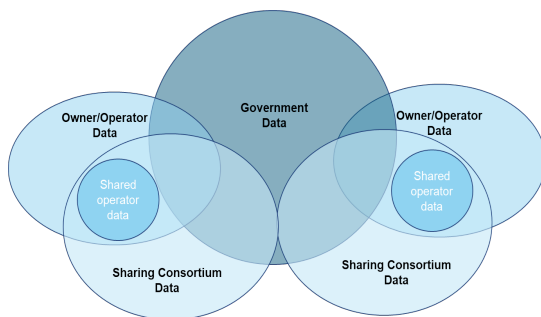 Government
Data
Owner/Operator
Data
Owner/Operator
Data
Shared
operator
data
Shared
operator
data
Sharing Consortium
Data
Sharing Consortium
Data